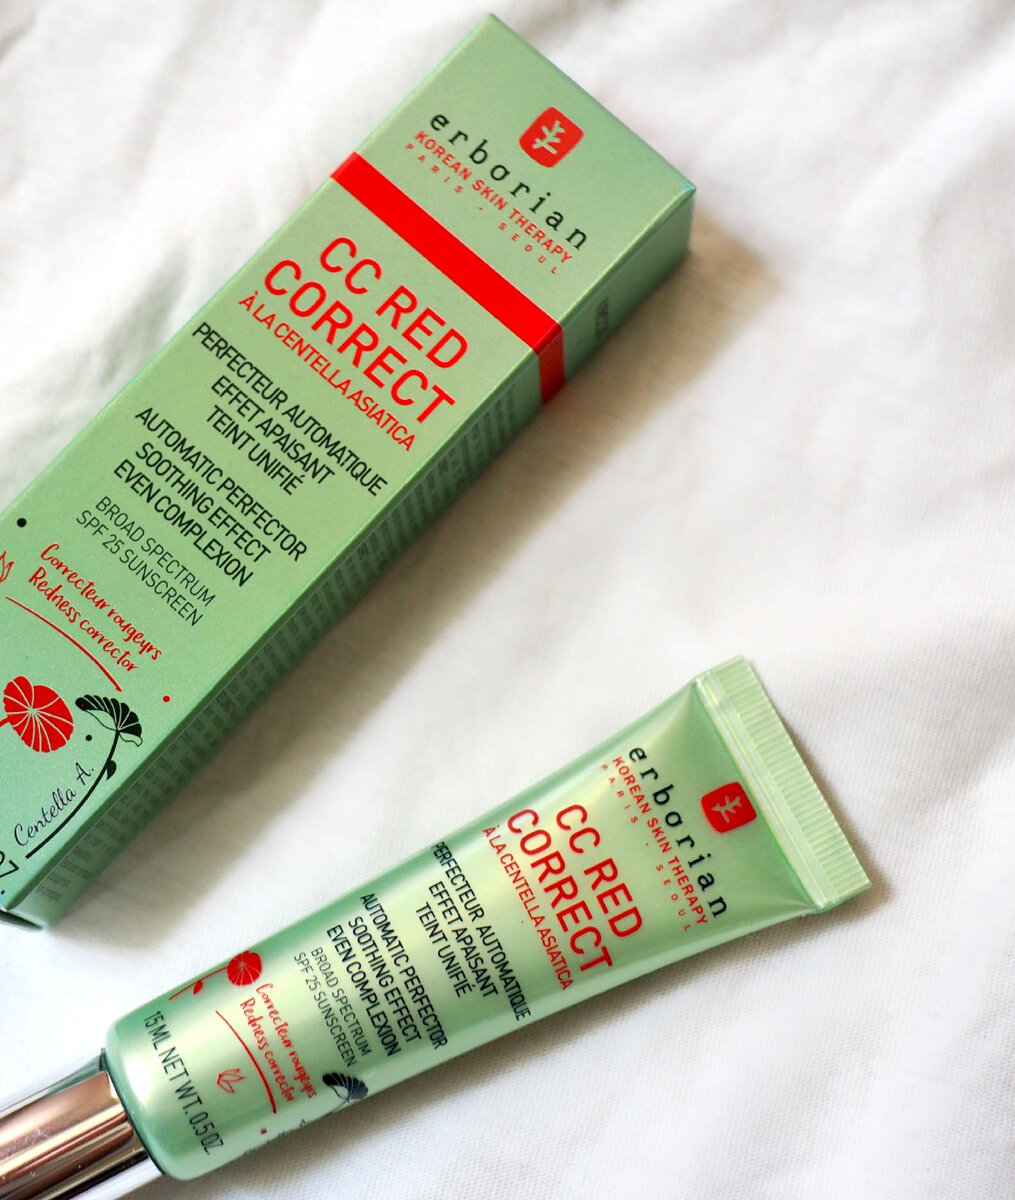 erborian
KOREAN SKIN THERAPY
PARIS - SEOUL
CC RED
CORRECT
À LA CENTELLA ASIATICA
PERFECTEUR AUTOMATIQUE
EFFET APAISANT
TEINT UNIFIÉ
AUTOMATIC PERFECTOR
SOOTHING EFFECT
EVEN COMPLEXION
BROAD SPECTRUM
SPF 25 SUNSCREEN
Correcteur rougeurs
Redness corrector
Centella A.
OZ.
erborian
KOREAN SKIN THERAPY
PARIS - SEOUL
CC RED
CORRECT
À LA CENTELLA ASIATICA
PERFECTEUR AUTOMATIQUE
EFFET APAISANT
TEINT UNIFIÉ
AUTOMATIC PERFECTOR
SOOTHING EFFECT
EVEN COMPLEXION
BROAD SPECTRUM
SPF 25 SUNSCREEN
Correcteur rougeurs
Redness corrector
15 ML NET WT. 0.5 OZ.